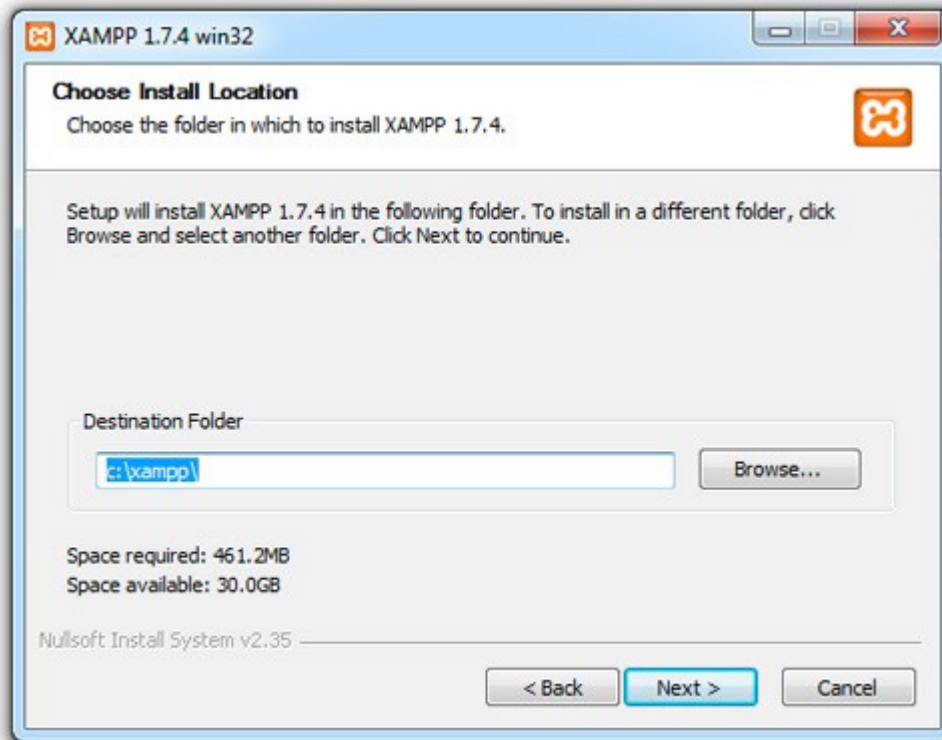 XAMPP 1.7.4 win32
Choose Install Location
Choose the folder in which to install XAMPP 1.7.4.
Setup will install XAMPP 1.7.4 in the following folder. To install in a different folder, click
Browse and select another folder. Click Next to continue.
Destination Folder
c:\xampp\
Browse...
Space required: 461.2MB
Space available: 30.0GB
Nullsoft Install System v2.35
< Back
Next >
Cancel